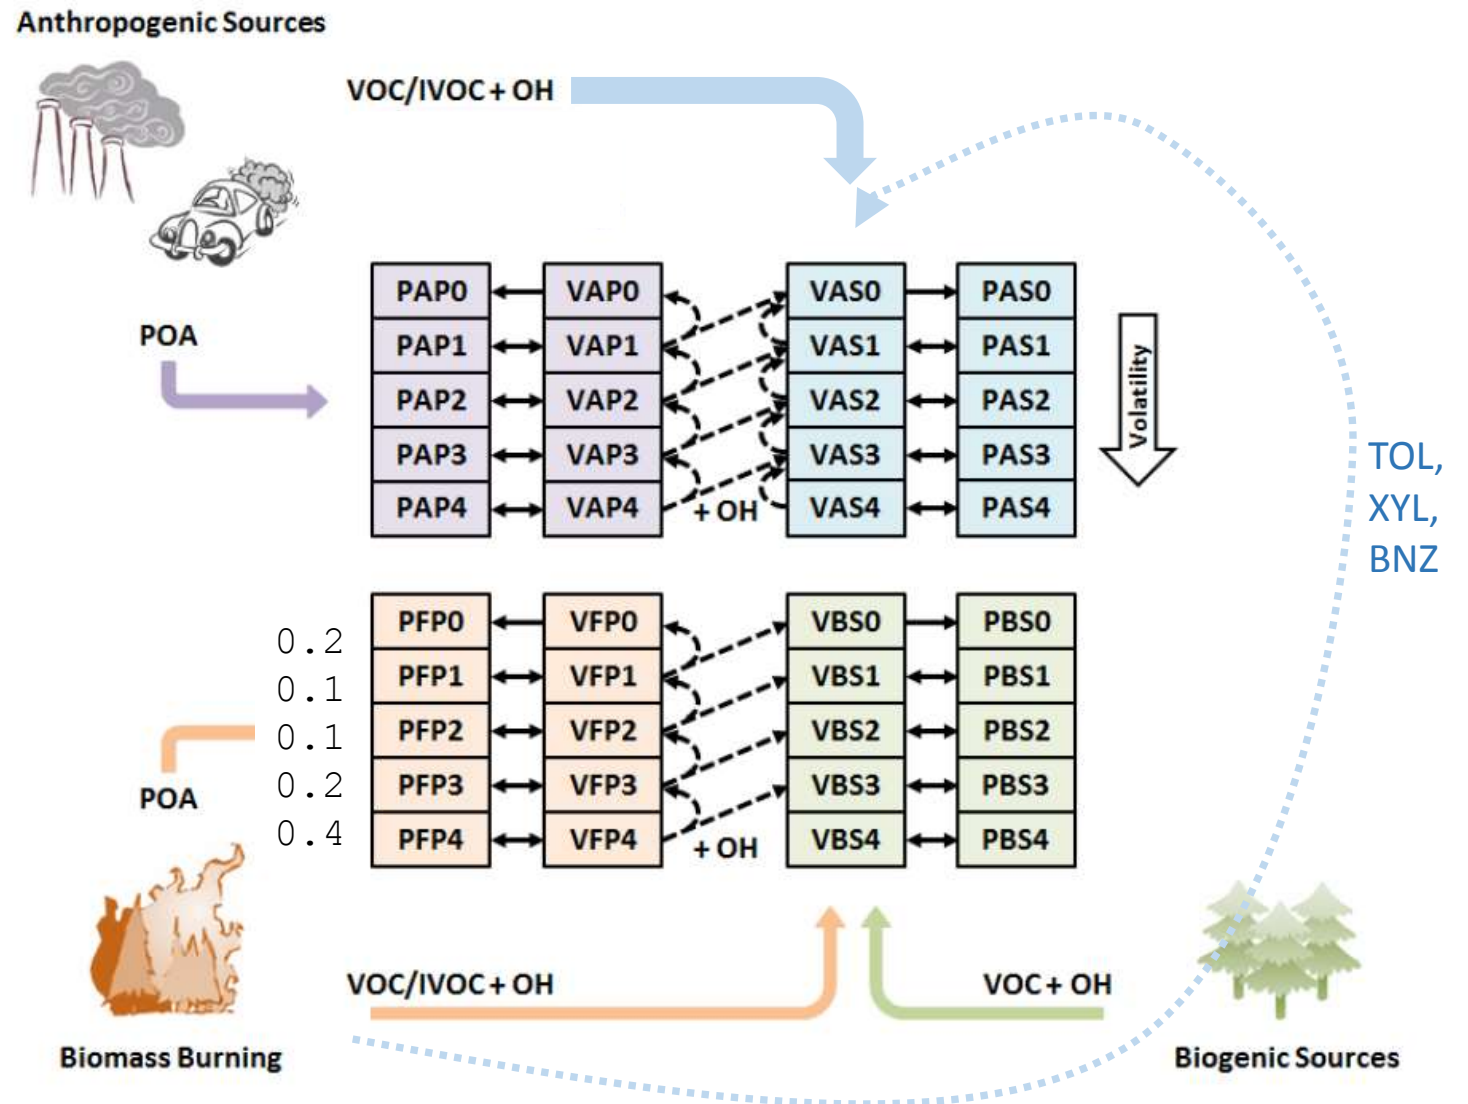 Anthropogenic Sources
VOC/IVOC + OH
POA
PAP0 VAP0 VAS0 PAS0
PAP1 VAP1 VAS1 PAS1
PAP2 VAP2 VAS2 PAS2
PAP3 VAP3 VAS3 PAS3
PAP4 VAP4 + OH VAS4 PAS4
Volatility
TOL,
XYL,
BNZ
0.2
0.1
0.1
0.2
0.4
PFP0 VFP0 VBS0 PBS0
PFP1 VFP1 VBS1 PBS1
PFP2 VFP2 VBS2 PBS2
PFP3 VFP3 VBS3 PBS3
PFP4 VFP4 + OH VBS4 PBS4
POA
VOC/IVOC + OH
VOC + OH
Biomass Burning
Biogenic Sources